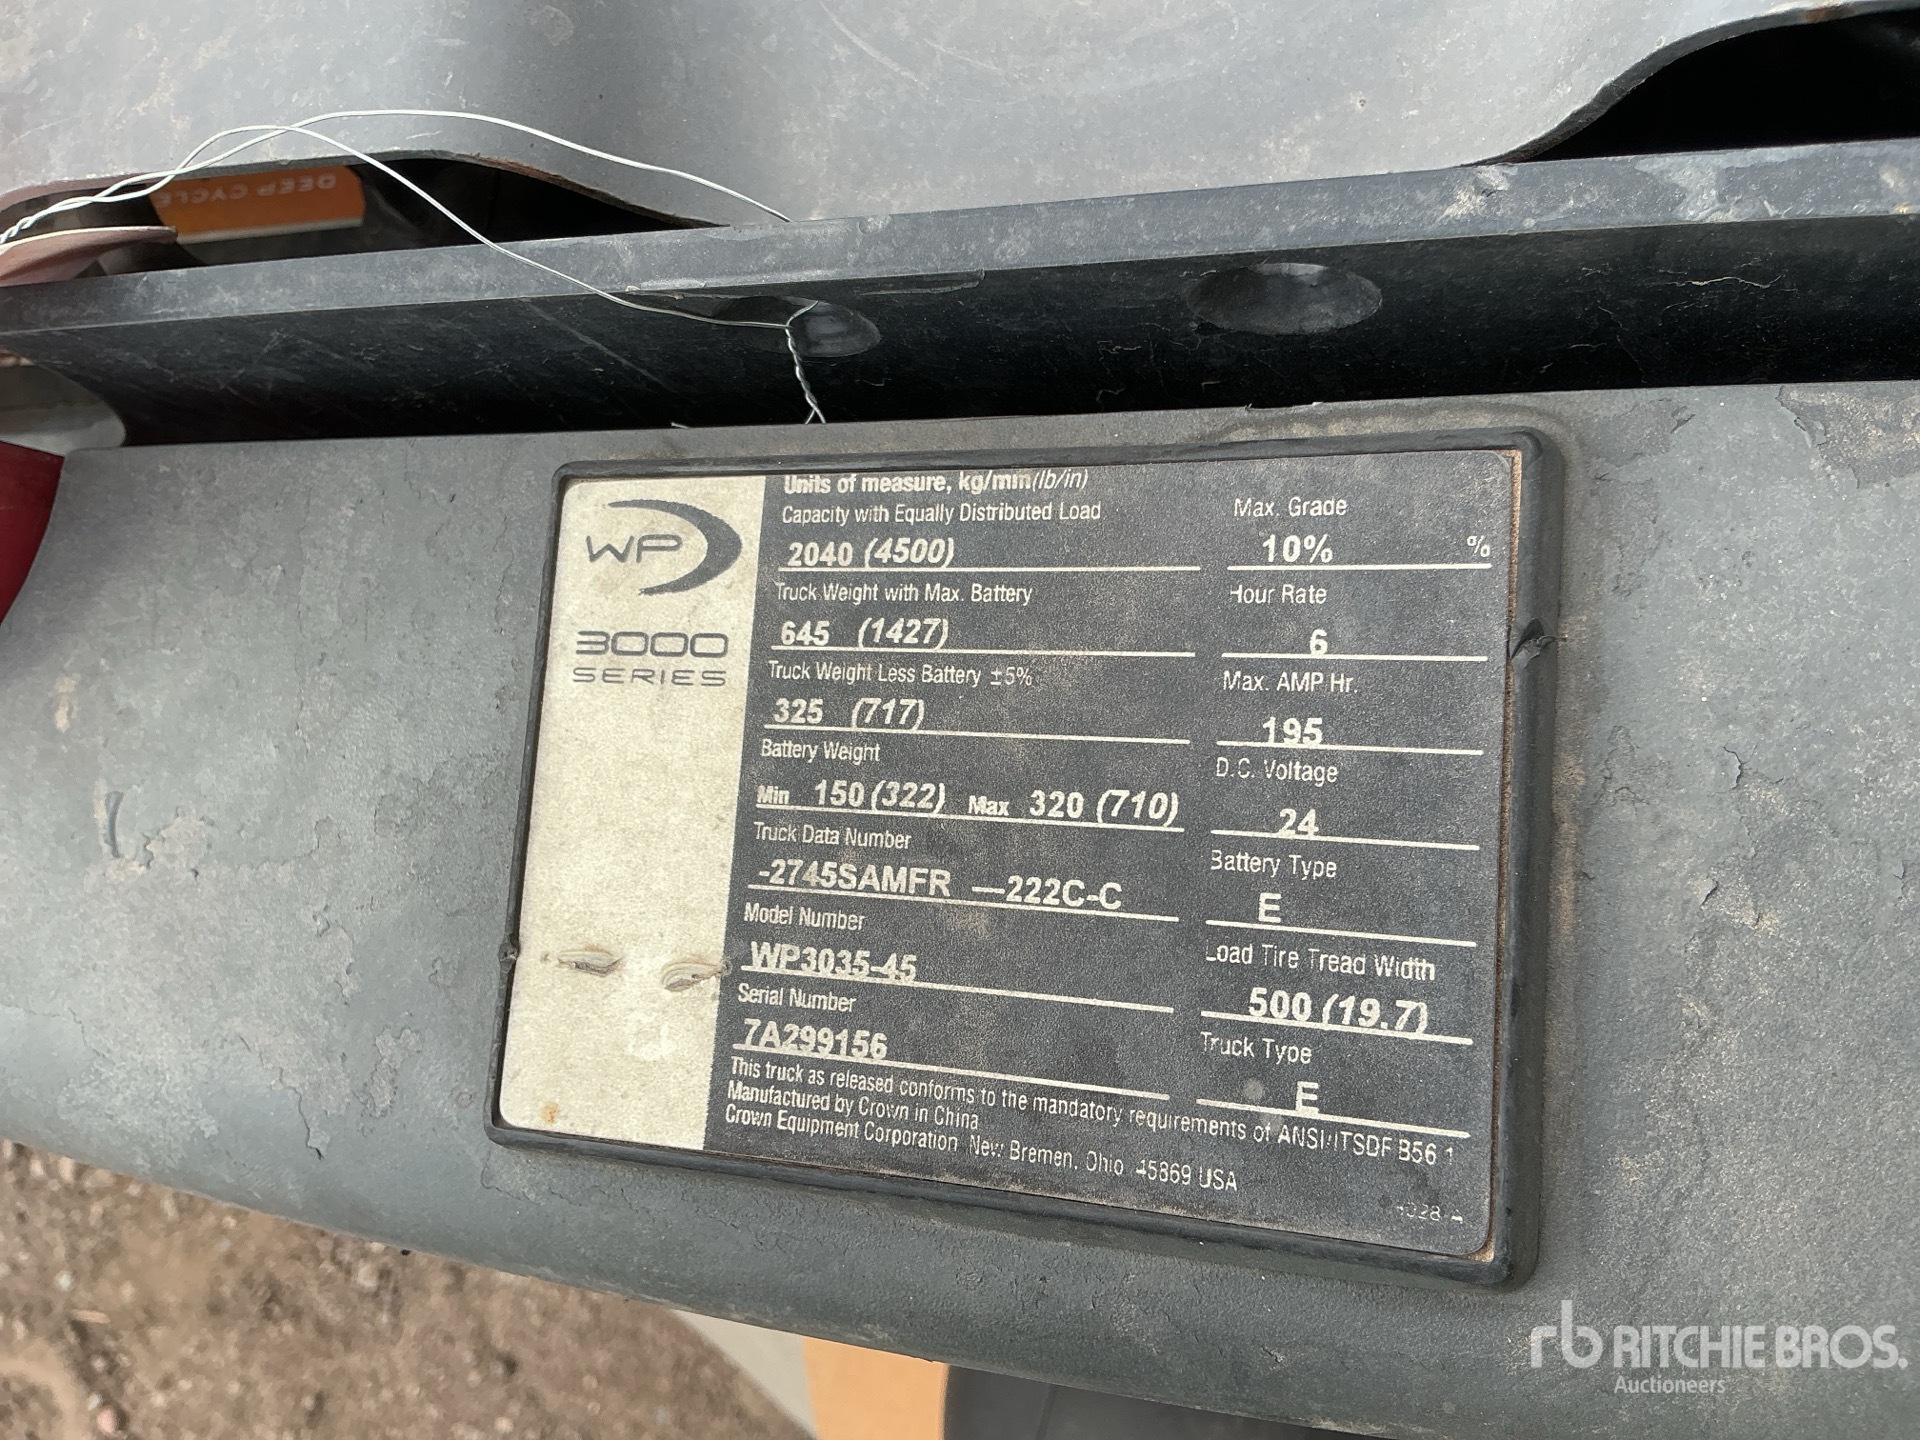 DEEP CYCLE
WP
3000
SERIES
Units of measure, kg/mm(lb/in)
Capacity with Equally Distributed Load
2040 (4500)
Truck Weight with Max. Battery
645 (1427)
Truck Weight Less Battery ±5%
325 (717)
Battery Weight
Min 150 (322) Max 320 (710)
Truck Data Number
-2745SAMFR —222C-C
Model Number
WP3035-45
Serial Number
7A299156
Max. Grade
10% %
Hour Rate
6
Max. AMP Hr.
195
D.C. Voltage
24
Battery Type
E
Load Tire Tread Width
500 (19.7)
Truck Type
E
This truck as released conforms to the mandatory requirements of ANSI/ITSDF B56.1
Manufactured by Crown in China
Crown Equipment Corporation New Bremen, Ohio 45869 USA
rb RITCHIE BROS.
Auctioneers